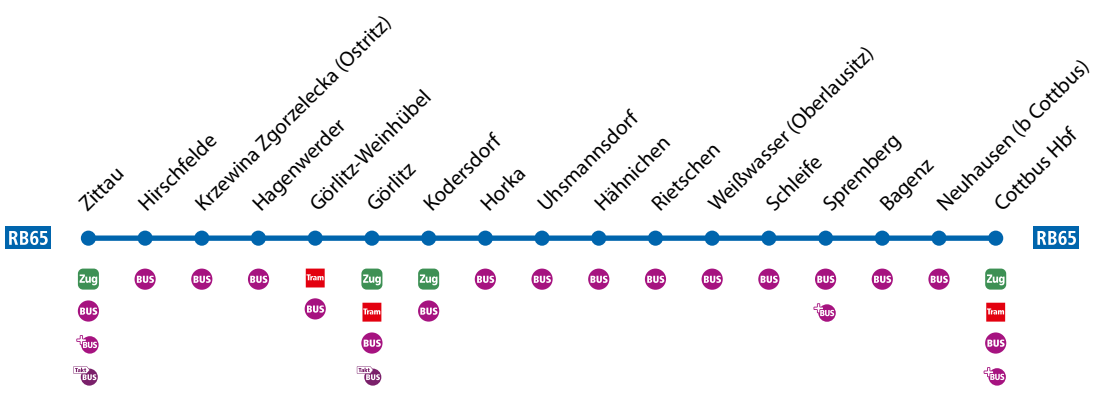 Zittau
Hirschfelde
Krzewina Zgorzelecka (Ostritz)
Hagenwerder
Görlitz-Weinhübel
Görlitz
Kodersdorf
Horka
Uhsmannsdorf
Hähnichen
Rietschen
Weißwasser (Oberlausitz)
Schleife
Spremberg
Bagenz
Neuhausen (b Cottbus)
Cottbus Hbf
RB65 RB65
Zug BUS BUS BUS Tram Zug Zug BUS BUS BUS BUS BUS BUS BUS BUS BUS Zug
BUS BUS Tram BUS +BUS Tram
+BUS BUS BUS
Takt BUS Takt BUS +BUS